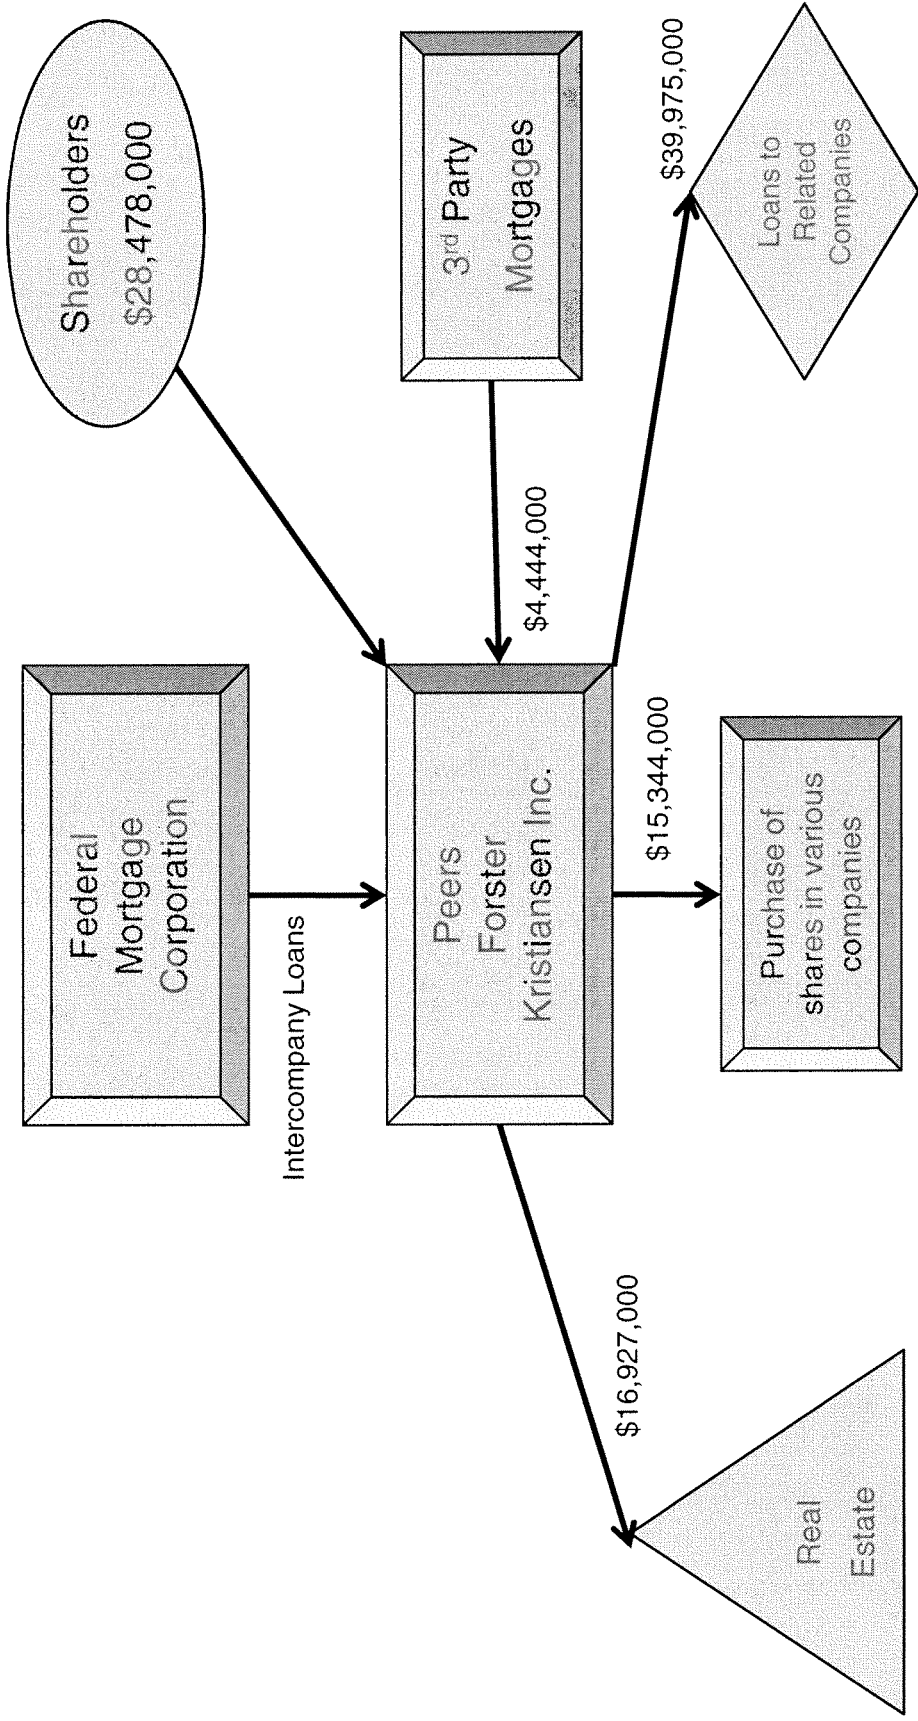 Federal
Mortgage
Corporation
Shareholders
$28,478,000
Intercompany Loans
Peers
Forster
Kristiansen Inc.
3rd Party
Mortgages
$4,444,000
$16,927,000
$15,344,000
$39,975,000
Real
Estate
Purchase of
shares in various
companies
Loans to
Related
Companies